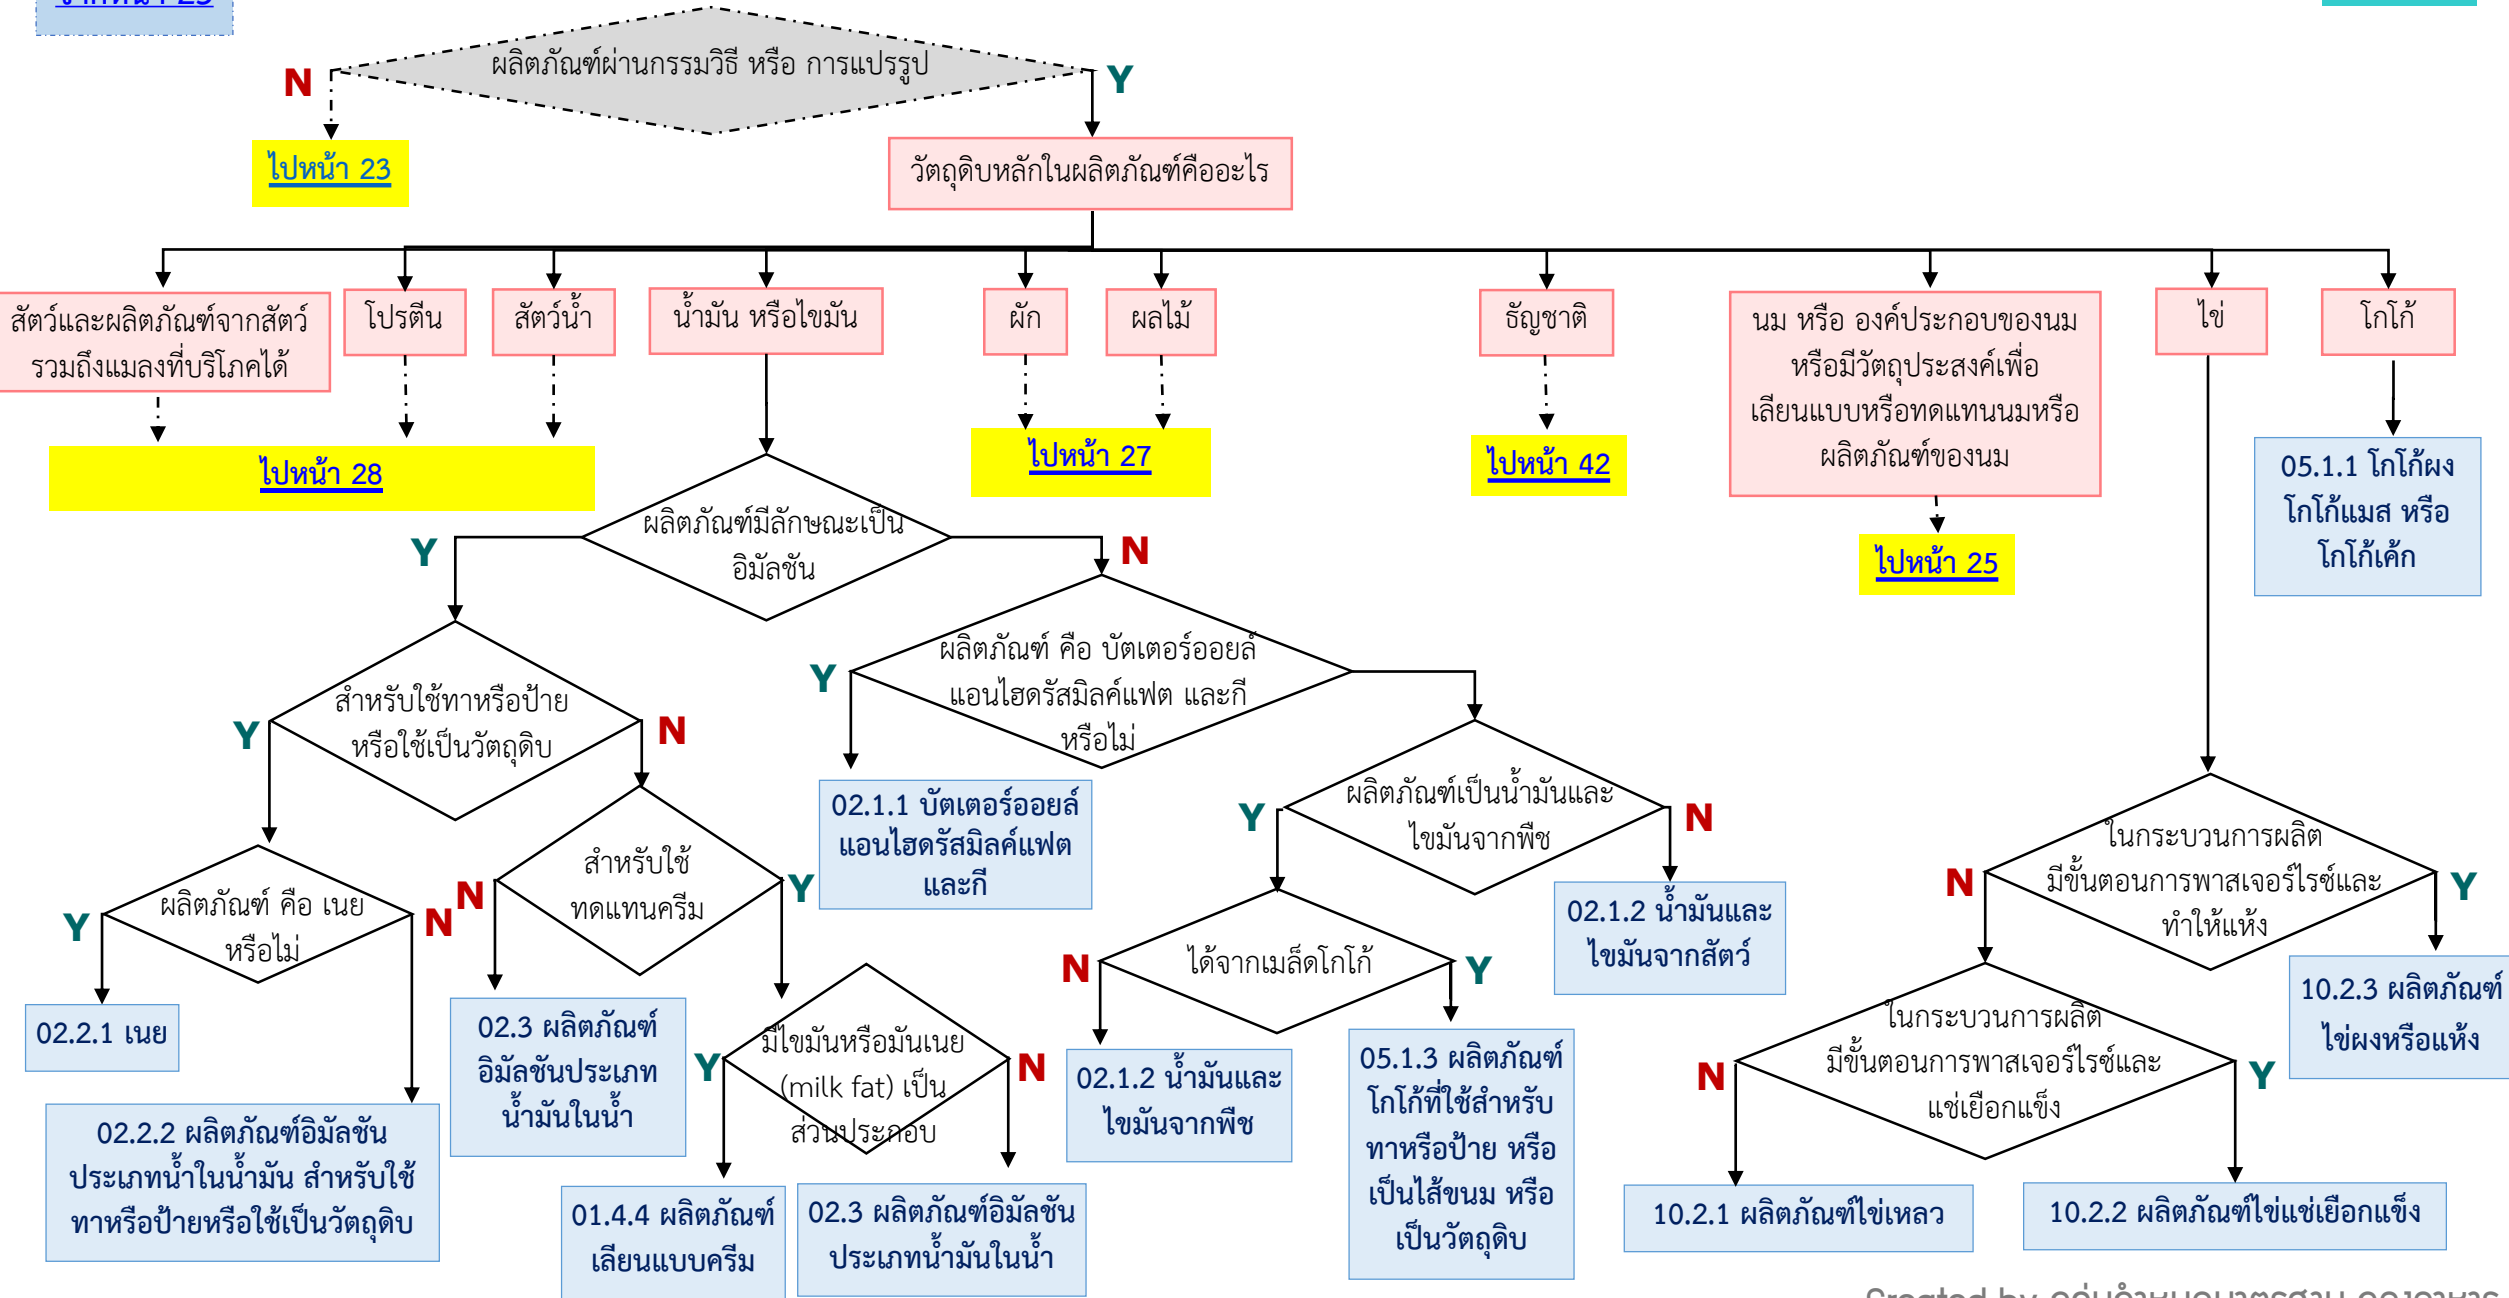 จากหน้า 23
ผลิตภัณฑ์ผ่านกรรมวิธี หรือ การแปรรูป
N
Y
ไปหน้า 23
วัตถุดิบหลักในผลิตภัณฑ์คืออะไร
สัตว์และผลิตภัณฑ์จากสัตว์
รวมถึงแมลงที่บริโภคได้
โปรตีน
สัตว์น้ำ
น้ำมัน หรือไขมัน
ผัก
ผลไม้
ธัญชาติ
นม หรือ องค์ประกอบของนม
หรือมีวัตถุประสงค์เพื่อ
เลียนแบบหรือทดแทนนมหรือ
ผลิตภัณฑ์ของนม
ไข่
โกโก้
ไปหน้า 28
ไปหน้า 27
ไปหน้า 42
ไปหน้า 25
05.1.1 โกโก้ผง
โกโก้แมส หรือ
โกโก้เค้ก
ผลิตภัณฑ์มีลักษณะเป็น
อิมัลชัน
Y
N
สำหรับใช้ทาหรือป้าย
หรือใช้เป็นวัตถุดิบ
Y
N
ผลิตภัณฑ์ คือ บัตเตอร์ออยล์
แอนไฮดรัสมิลค์แฟต และกี
หรือไม่
Y
02.1.1 บัตเตอร์ออยล์
แอนไฮดรัสมิลค์แฟต
และกี
ผลิตภัณฑ์เป็นน้ำมันและ
ไขมันจากพืช
Y
N
02.1.2 น้ำมันและ
ไขมันจากสัตว์
ในกระบวนการผลิต
มีขั้นตอนการพาสเจอร์ไรซ์และ
ทำให้แห้ง
N
Y
10.2.3 ผลิตภัณฑ์
ไข่ผงหรือแห้ง
ผลิตภัณฑ์ คือ เนย
หรือไม่
Y
N
สำหรับใช้
ทดแทนครีม
N
Y
ได้จากเมล็ดโกโก้
N
Y
02.2.1 เนย
02.3 ผลิตภัณฑ์
อิมัลชันประเภท
น้ำมันในน้ำ
มีไขมันหรือมันเนย
(milk fat) เป็น
ส่วนประกอบ
Y
N
02.1.2 น้ำมันและ
ไขมันจากพืช
05.1.3 ผลิตภัณฑ์
โกโก้ที่ใช้สำหรับ
ทาหรือป้าย หรือ
เป็นไส้ขนม หรือ
เป็นวัตถุดิบ
ในกระบวนการผลิต
มีขั้นตอนการพาสเจอร์ไรซ์และ
แช่เยือกแข็ง
N
Y
02.2.2 ผลิตภัณฑ์อิมัลชัน
ประเภทน้ำในน้ำมัน สำหรับใช้
ทาหรือป้ายหรือใช้เป็นวัตถุดิบ
01.4.4 ผลิตภัณฑ์
เลียนแบบครีม
02.3 ผลิตภัณฑ์อิมัลชัน
ประเภทน้ำมันในน้ำ
10.2.1 ผลิตภัณฑ์ไข่เหลว
10.2.2 ผลิตภัณฑ์ไข่แช่เยือกแข็ง
Created by กลุ่มกำหนดมาตรฐาน กองอาหาร